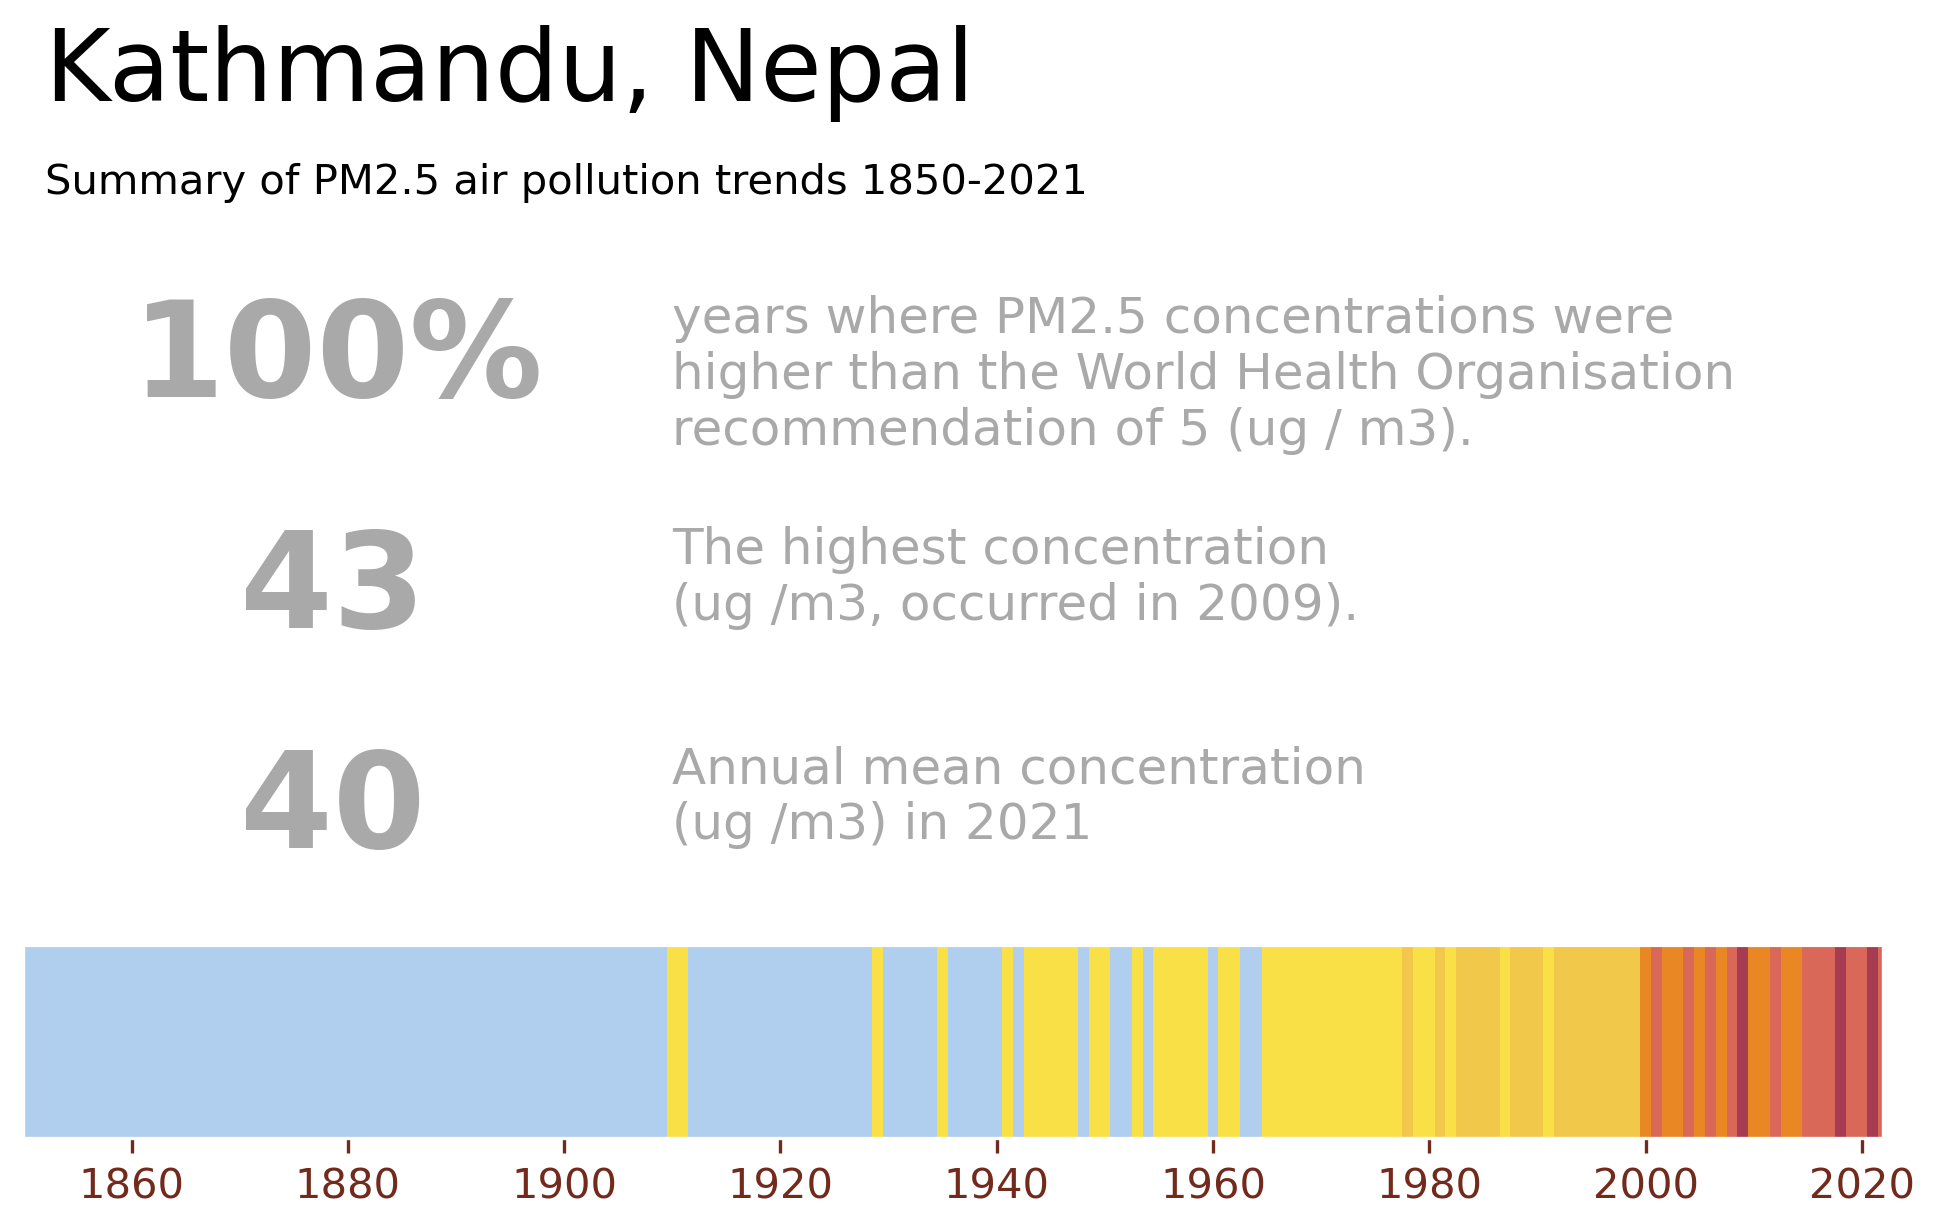 Kathmandu, Nepal
Summary of PM2.5 air pollution trends 1850-2021
100%
years where PM2.5 concentrations were
higher than the World Health Organisation
recommendation of 5 (ug / m3).
43
The highest concentration
(ug /m3, occurred in 2009).
40
Annual mean concentration
(ug /m3) in 2021
1860 1880 1900 1920 1940 1960 1980 2000 2020